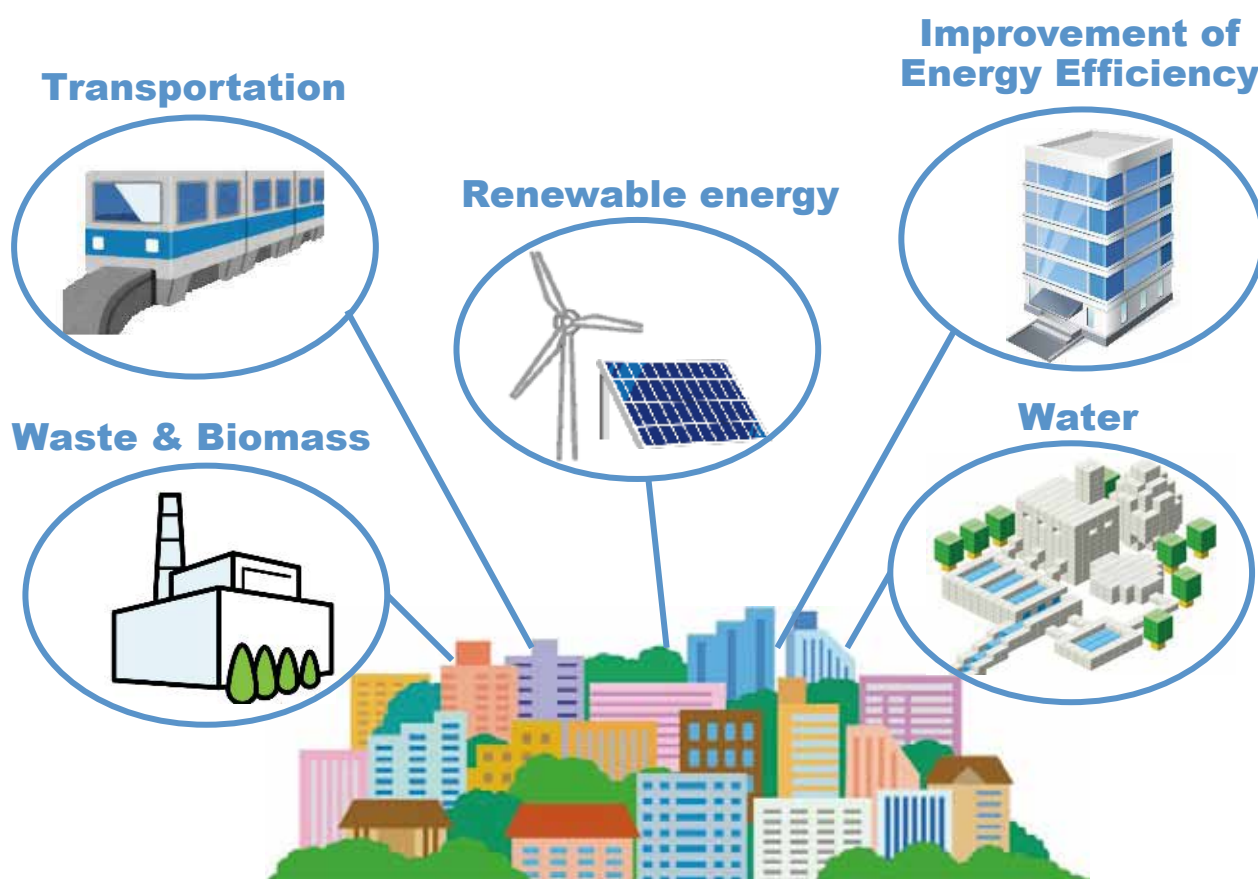 Transportation
Renewable energy
Improvement of
Energy Efficiency
Waste & Biomass
Water